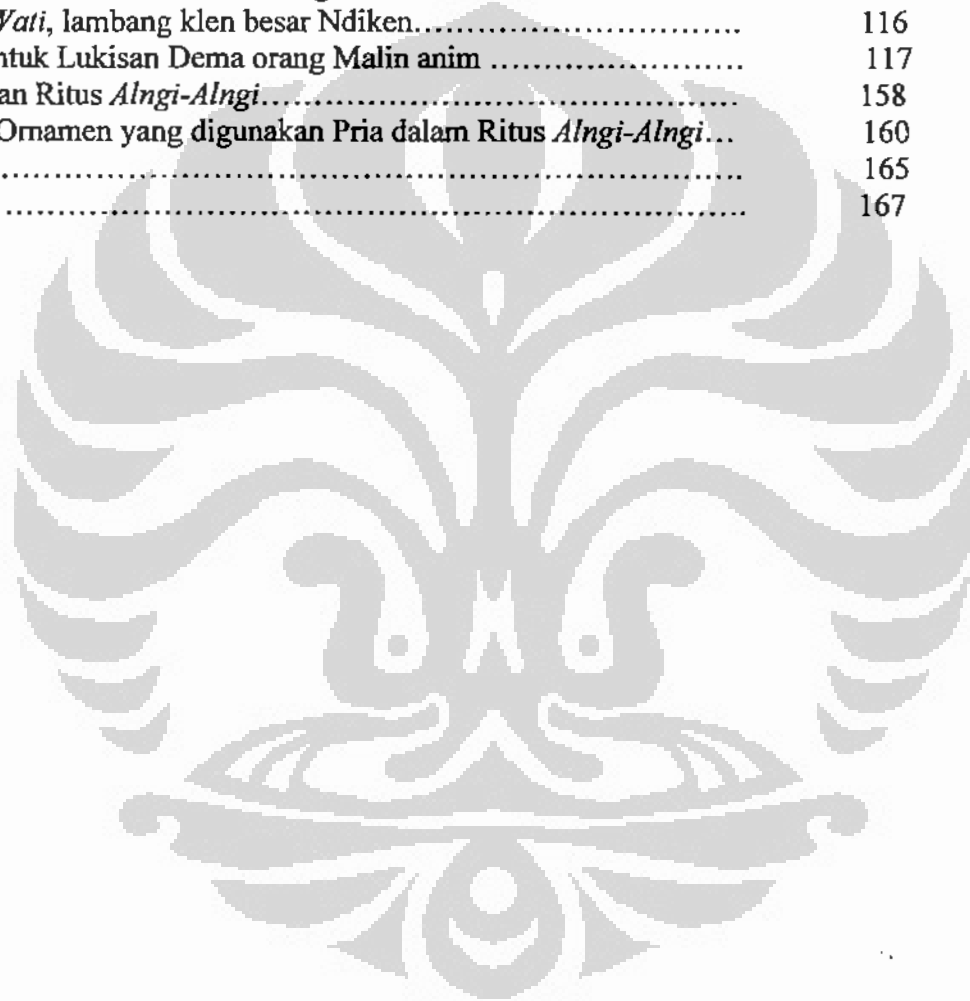 Wati, lambang klen besar Ndiken.............................. 116
ntuk Lukisan Dema orang Malin anim ...................... 117
an Ritus Alngi-Alngi........................................... 158
Ornamen yang digunakan Pria dalam Ritus Alngi-Alngi... 160
................................................................ 165
................................................................... 167